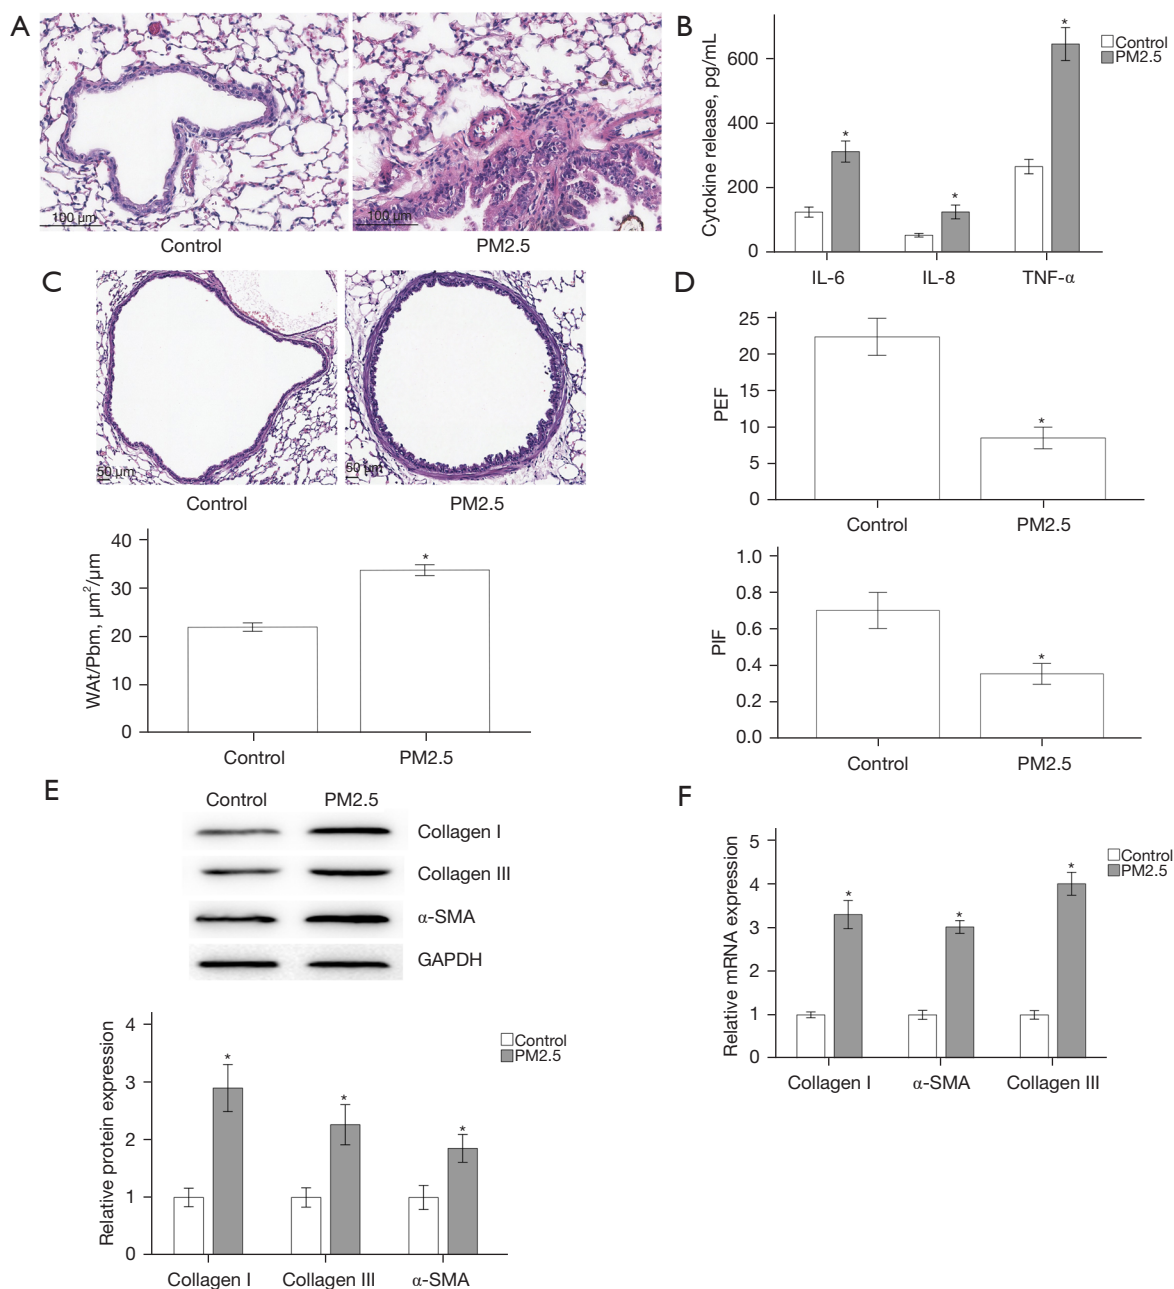 A
100 µm
100 µm
Control
PM2.5
B
Cytokine release, pg/mL
600
400
200
0
*
*
*
Control
PM2.5
IL-6
IL-8
TNF-α
C
50 µm
50 µm
Control
PM2.5
WAt/Pbm, µm²/µm
40
30
20
10
0
*
Control
PM2.5
D
PEF
25
20
15
10
5
0
*
Control
PM2.5
PIF
1.0
0.8
0.6
0.4
0.2
0.0
*
Control
PM2.5
E
Control
PM2.5
Collagen I
Collagen III
α-SMA
GAPDH
Relative protein expression
4
3
2
1
0
*
*
*
Control
PM2.5
Collagen I
Collagen III
α-SMA
F
Relative mRNA expression
5
4
3
2
1
0
*
*
*
Control
PM2.5
Collagen I
α-SMA
Collagen III